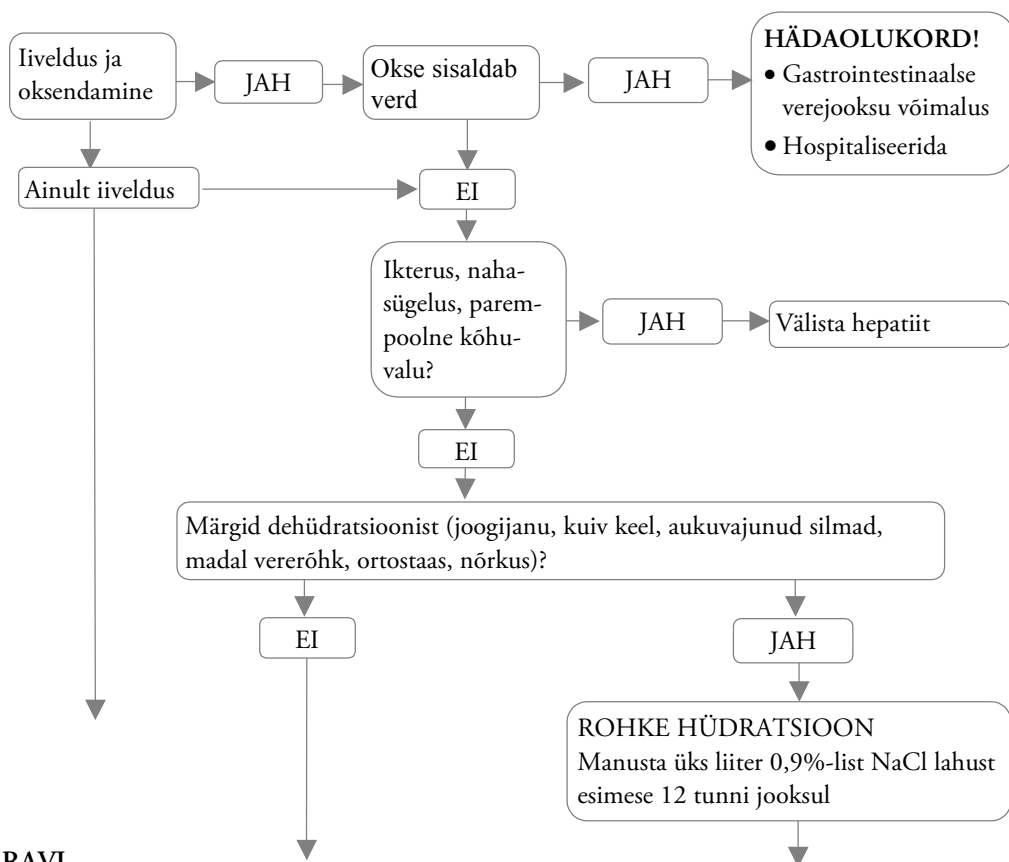 Iiveldus ja
oksendamine
JAH
Okse sisaldab
verd
JAH
HÄDAOLUKORD!
• Gastrointestinaalse
verejooksu võimalus
• Hospitaliseerida
Ainult iiveldus
EI
Ikterus, naha-
sügelus, parem-
poolne kõhu-
valu?
JAH
Välista hepatiit
EI
Märgid dehüdratsioonist (joogijanu, kuiv keel, aukuvajunud silmad,
madal vererõhk, ortostaas, nõrkus)?
EI
JAH
ROHKE HÜDRATSIOON
Manusta üks liiter 0,9%-list NaCl lahust
esimese 12 tunni jooksul
RAVI